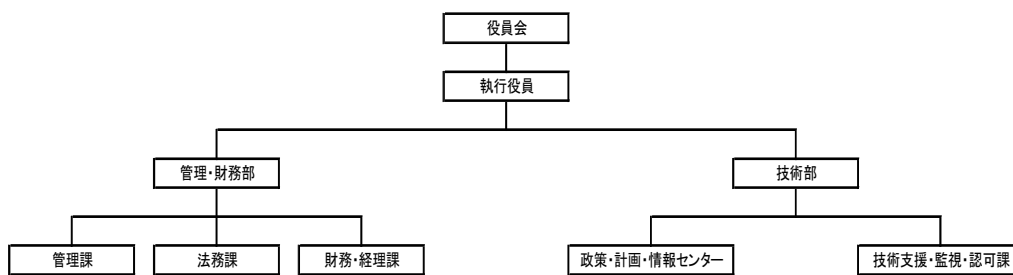 役員会
執行役員
管理・財務部
技術部
管理課
法務課
財務・経理課
政策・計画・情報センター
技術支援・監視・認可課